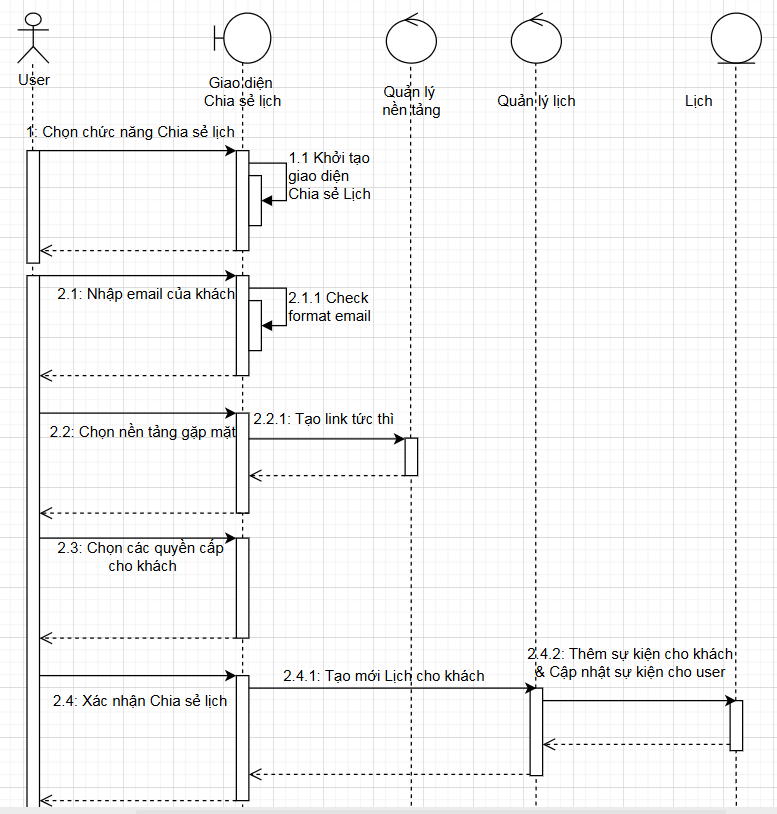 User
Giao diện
Chia sẻ lịch
Quản lý
nền tảng
Quản lý lịch
Lịch
1: Chọn chức năng Chia sẻ lịch
1.1 Khởi tạo
giao diện
Chia sẻ Lịch
2.1: Nhập email của khách
2.1.1 Check
format email
2.2.1: Tạo link tức thì
2.2: Chọn nền tảng gặp mặt
2.3: Chọn các quyền cấp
cho khách
2.4.2: Thêm sự kiện cho khách
& Cập nhật sự kiện cho user
2.4.1: Tạo mới Lịch cho khách
2.4: Xác nhận Chia sẻ lịch